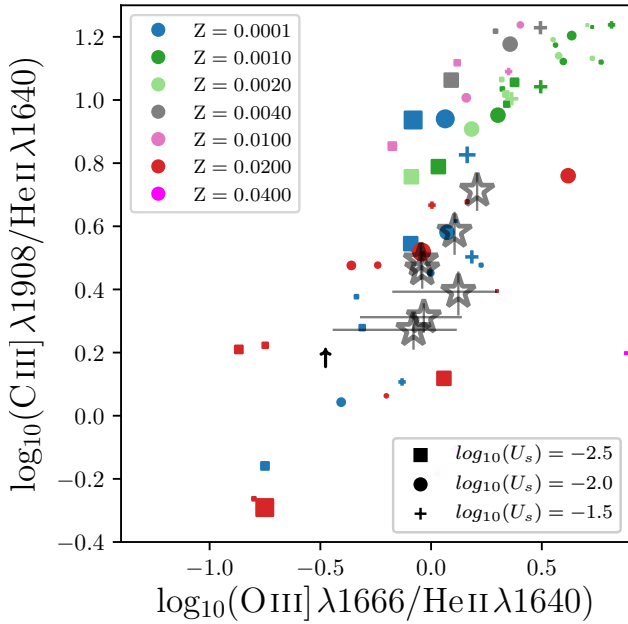 log₁₀(C III] λ1908/He II λ1640)
1.2
1.0
0.8
0.6
0.4
0.2
0.0
−0.2
−0.4
Z = 0.0001
Z = 0.0010
Z = 0.0020
Z = 0.0040
Z = 0.0100
Z = 0.0200
Z = 0.0400
log₁₀(Uₛ) = −2.5
log₁₀(Uₛ) = −2.0
log₁₀(Uₛ) = −1.5
−1.0 −0.5 0.0 0.5
log₁₀(O III] λ1666/He II λ1640)